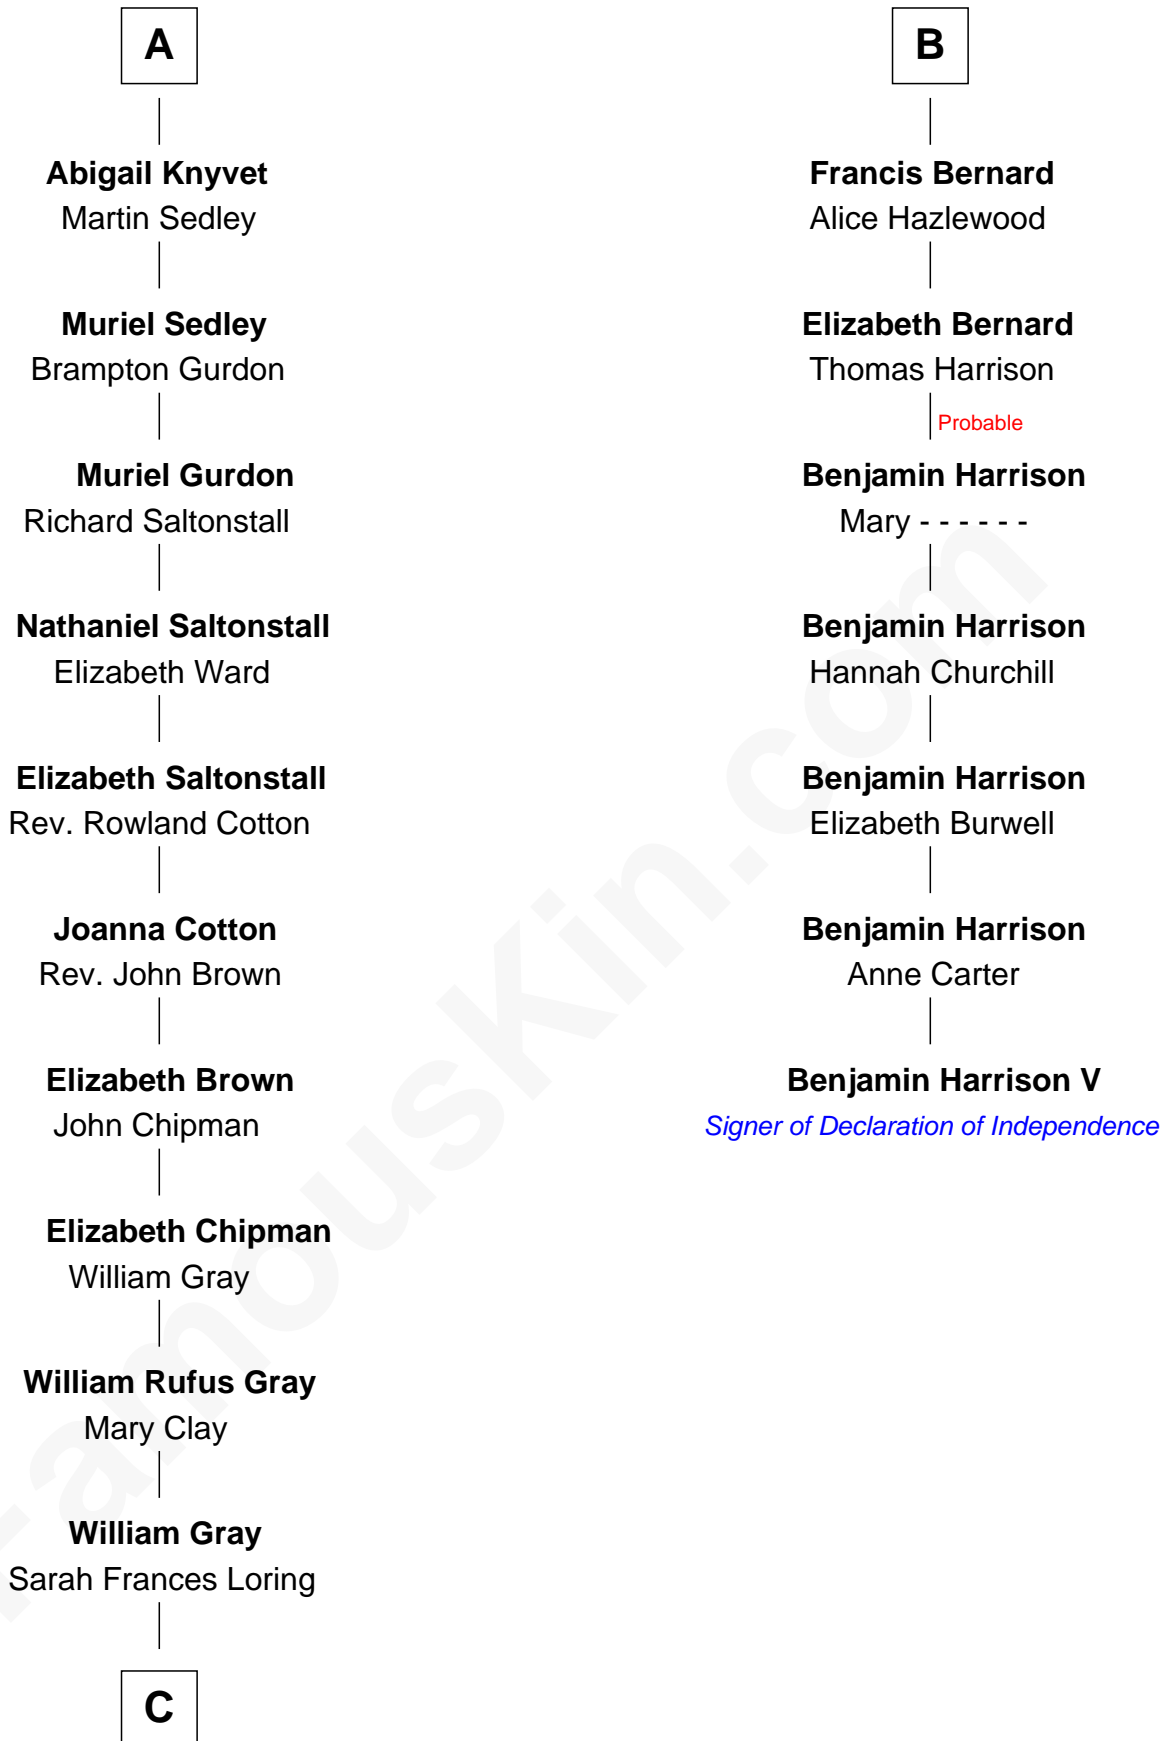 A
Abigail Knyvet
Martin Sedley
Muriel Sedley
Brampton Gurdon
Muriel Gurdon
Richard Saltonstall
Nathaniel Saltonstall
Elizabeth Ward
Elizabeth Saltonstall
Rev. Rowland Cotton
Joanna Cotton
Rev. John Brown
Elizabeth Brown
John Chipman
Elizabeth Chipman
William Gray
William Rufus Gray
Mary Clay
William Gray
Sarah Frances Loring
C
B
Francis Bernard
Alice Hazlewood
Elizabeth Bernard
Thomas Harrison
Probable
Benjamin Harrison
Mary - - - - - -
Benjamin Harrison
Hannah Churchill
Benjamin Harrison
Elizabeth Burwell
Benjamin Harrison
Anne Carter
Benjamin Harrison V
Signer of Declaration of Independence
FamousKin.com